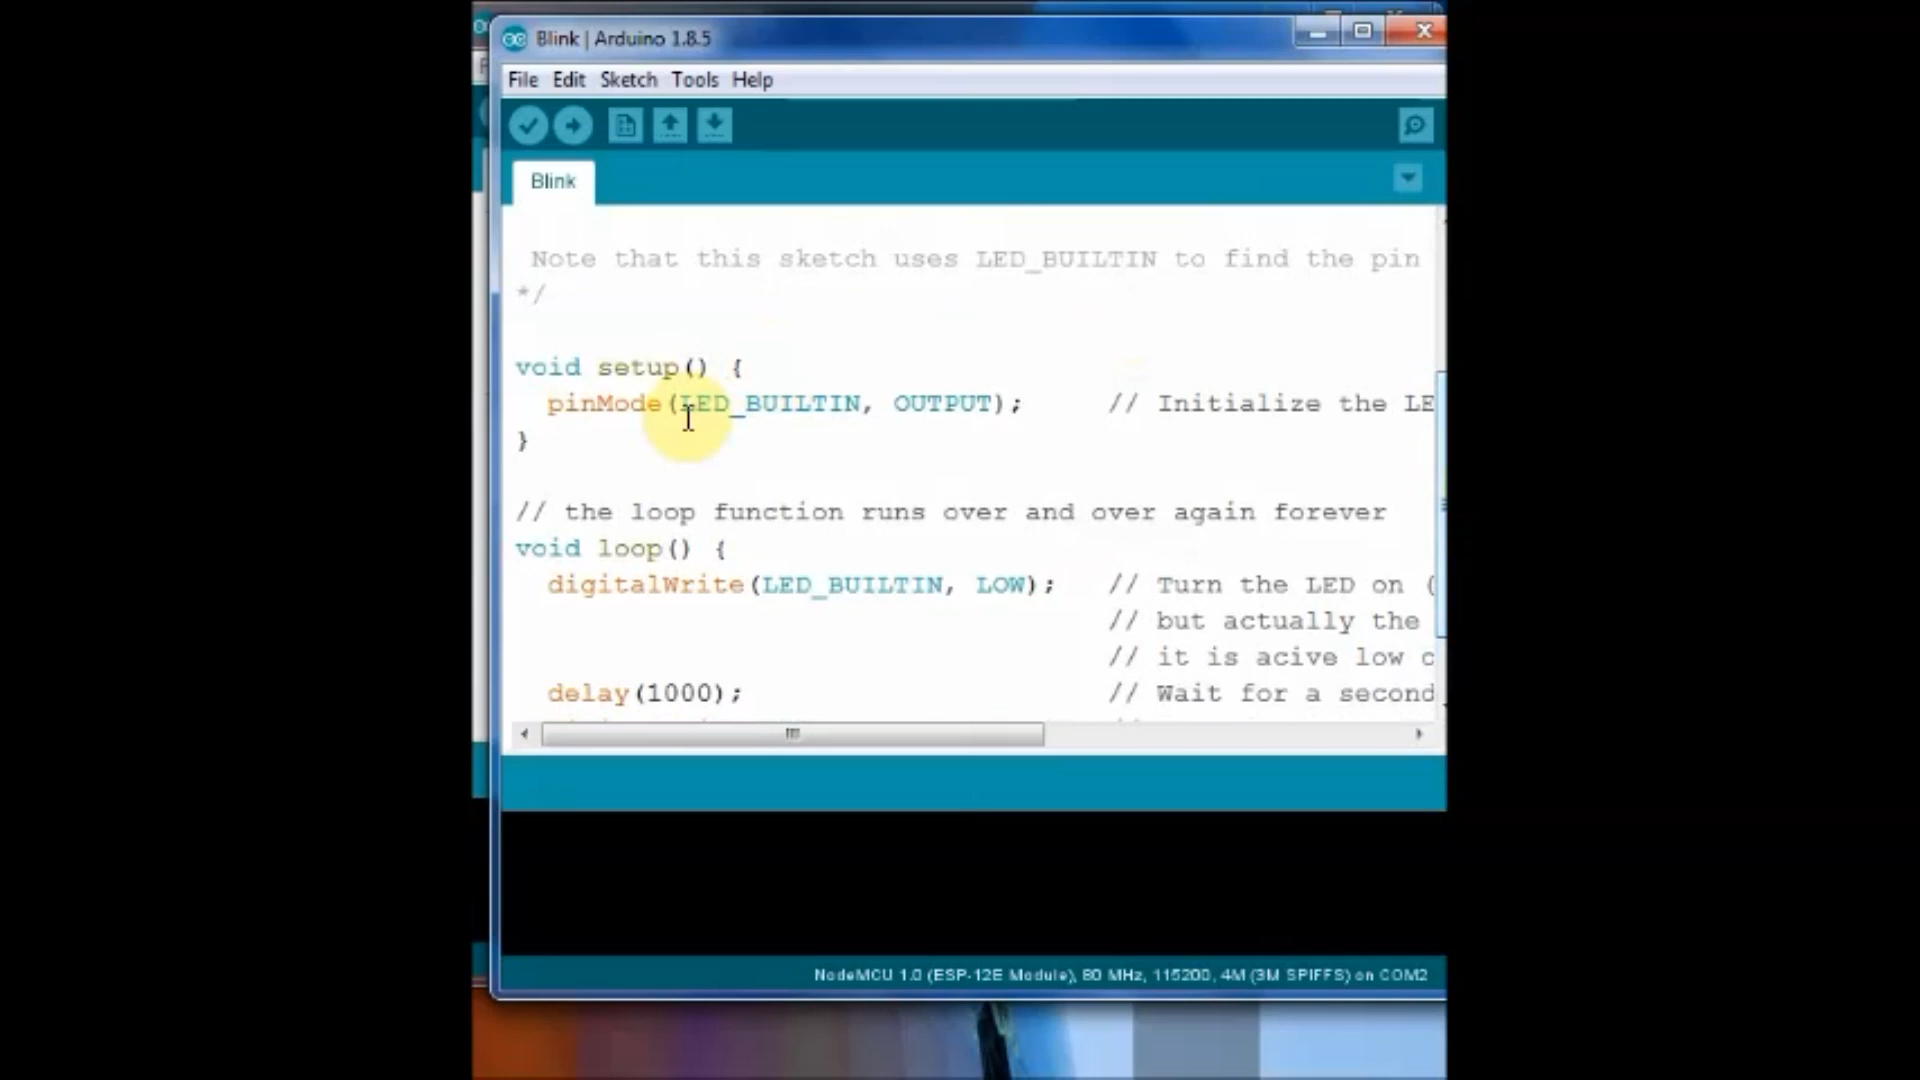 Blink | Arduino 1.8.5
File Edit Sketch Tools Help
Blink
Note that this sketch uses LED_BUILTIN to find the pin
*/
void setup() {
pinMode(LED_BUILTIN, OUTPUT); // Initialize the LE
}
// the loop function runs over and over again forever
void loop() {
digitalWrite(LED_BUILTIN, LOW); // Turn the LED on (
// but actually the
// it is acive low c
delay(1000); // Wait for a second
NodeMCU 1.0 (ESP-12E Module), 80 MHz, 115200, 4M (3M SPIFFS) on COM2